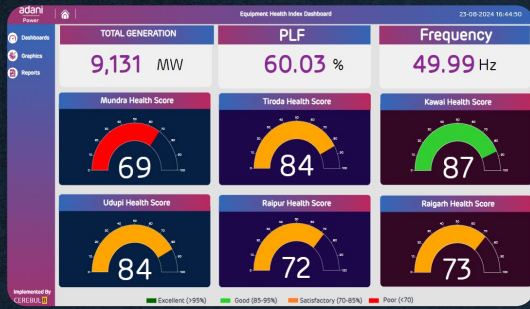 adani
Power
Equipment Health Index Dashboard
23-08-2024 16:44:50
Dashboards
Graphics
Reports
TOTAL GENERATION
9,131 MW
PLF
60.03 %
Frequency
49.99 Hz
Mundra Health Score
69
Tiroda Health Score
84
Kawai Health Score
87
Udupi Health Score
84
Raipur Health Score
72
Raigarh Health Score
73
Excellent (>95%)
Good (85-95%)
Satisfactory (70-85%)
Poor (<70)
Implemented By
CEREBULB